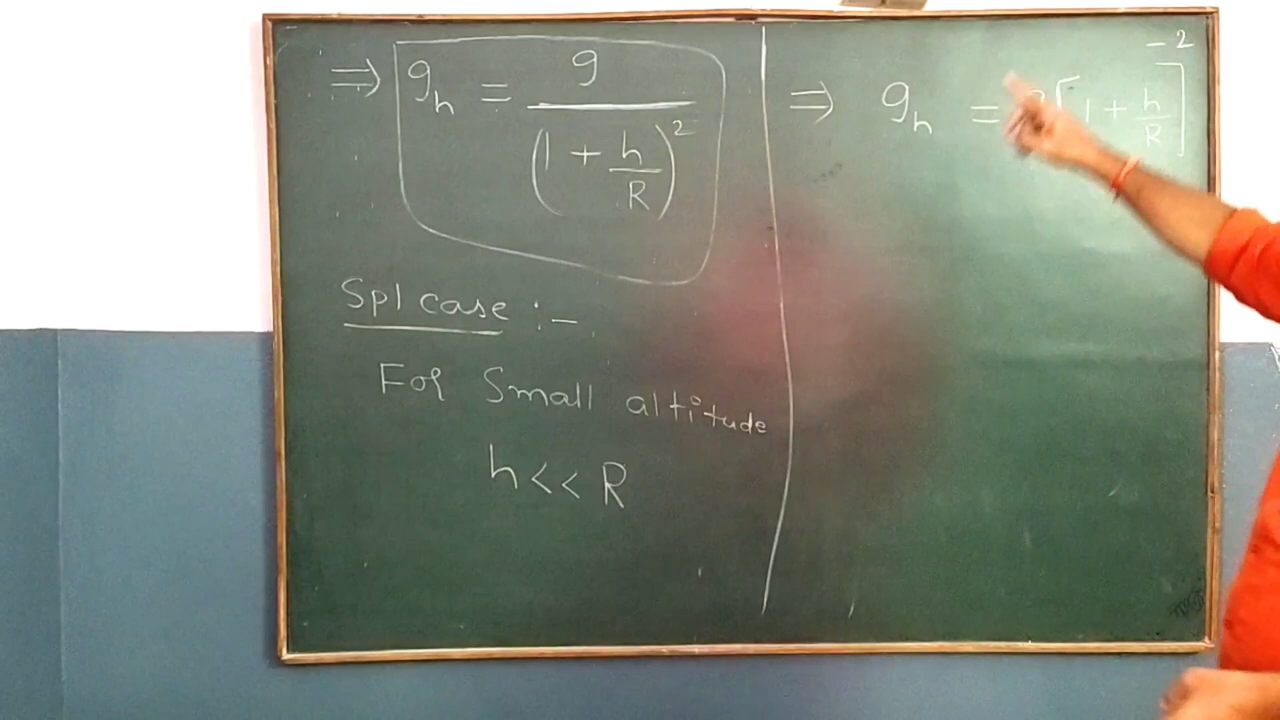 ⇒ gₕ = g / (1 + h/R)²
Spl case :-
For Small altitude
h << R
⇒ gₕ = g[1 + h/R]⁻²